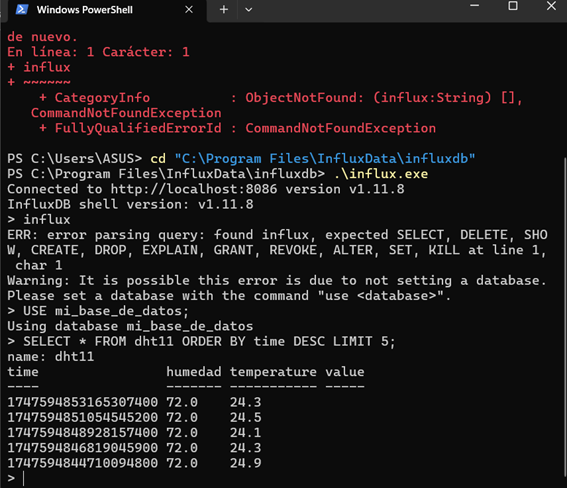 Windows PowerShell
de nuevo.
En línea: 1 Carácter: 1
+ influx
+ ~~~~~~
    + CategoryInfo          : ObjectNotFound: (influx:String) [],
   CommandNotFoundException
    + FullyQualifiedErrorId : CommandNotFoundException
PS C:\Users\ASUS> cd "C:\Program Files\InfluxData\influxdb"
PS C:\Program Files\InfluxData\influxdb> .\influx.exe
Connected to http://localhost:8086 version v1.11.8
InfluxDB shell version: v1.11.8
> influx
ERR: error parsing query: found influx, expected SELECT, DELETE, SHO
W, CREATE, DROP, EXPLAIN, GRANT, REVOKE, ALTER, SET, KILL at line 1,
 char 1
Warning: It is possible this error is due to not setting a database.
Please set a database with the command "use <database>".
> USE mi_base_de_datos;
Using database mi_base_de_datos
> SELECT * FROM dht11 ORDER BY time DESC LIMIT 5;
name: dht11
time                humedad temperature value
----                ------- ----------- -----
1747594853165307400 72.0    24.3
1747594851054545200 72.0    24.5
1747594848928157400 72.0    24.1
1747594846819045900 72.0    24.3
1747594844710094800 72.0    24.9
>